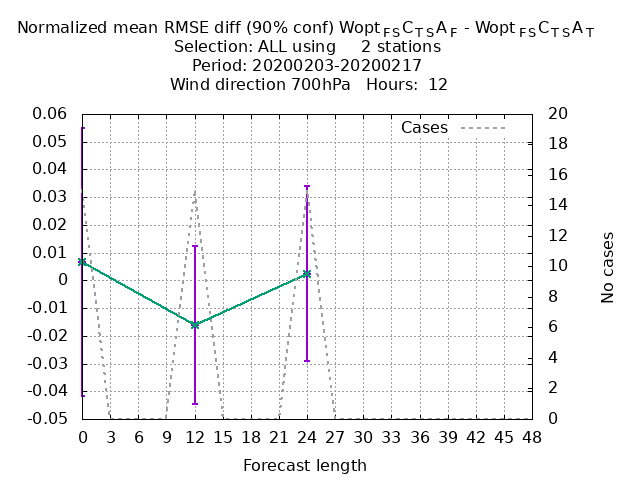 Normalized mean RMSE diff (90% conf) Wopt FS C TS A F - Wopt FS C TS A T
Selection: ALL using 2 stations
Period: 20200203-20200217
Wind direction 700hPa Hours: 12
Cases
0.06
0.05
0.04
0.03
0.02
0.01
0
-0.01
-0.02
-0.03
-0.04
-0.05
20
18
16
14
12
10
8
6
4
2
0
No cases
0 3 6 9 12 15 18 21 24 27 30 33 36 39 42 45 48
Forecast length